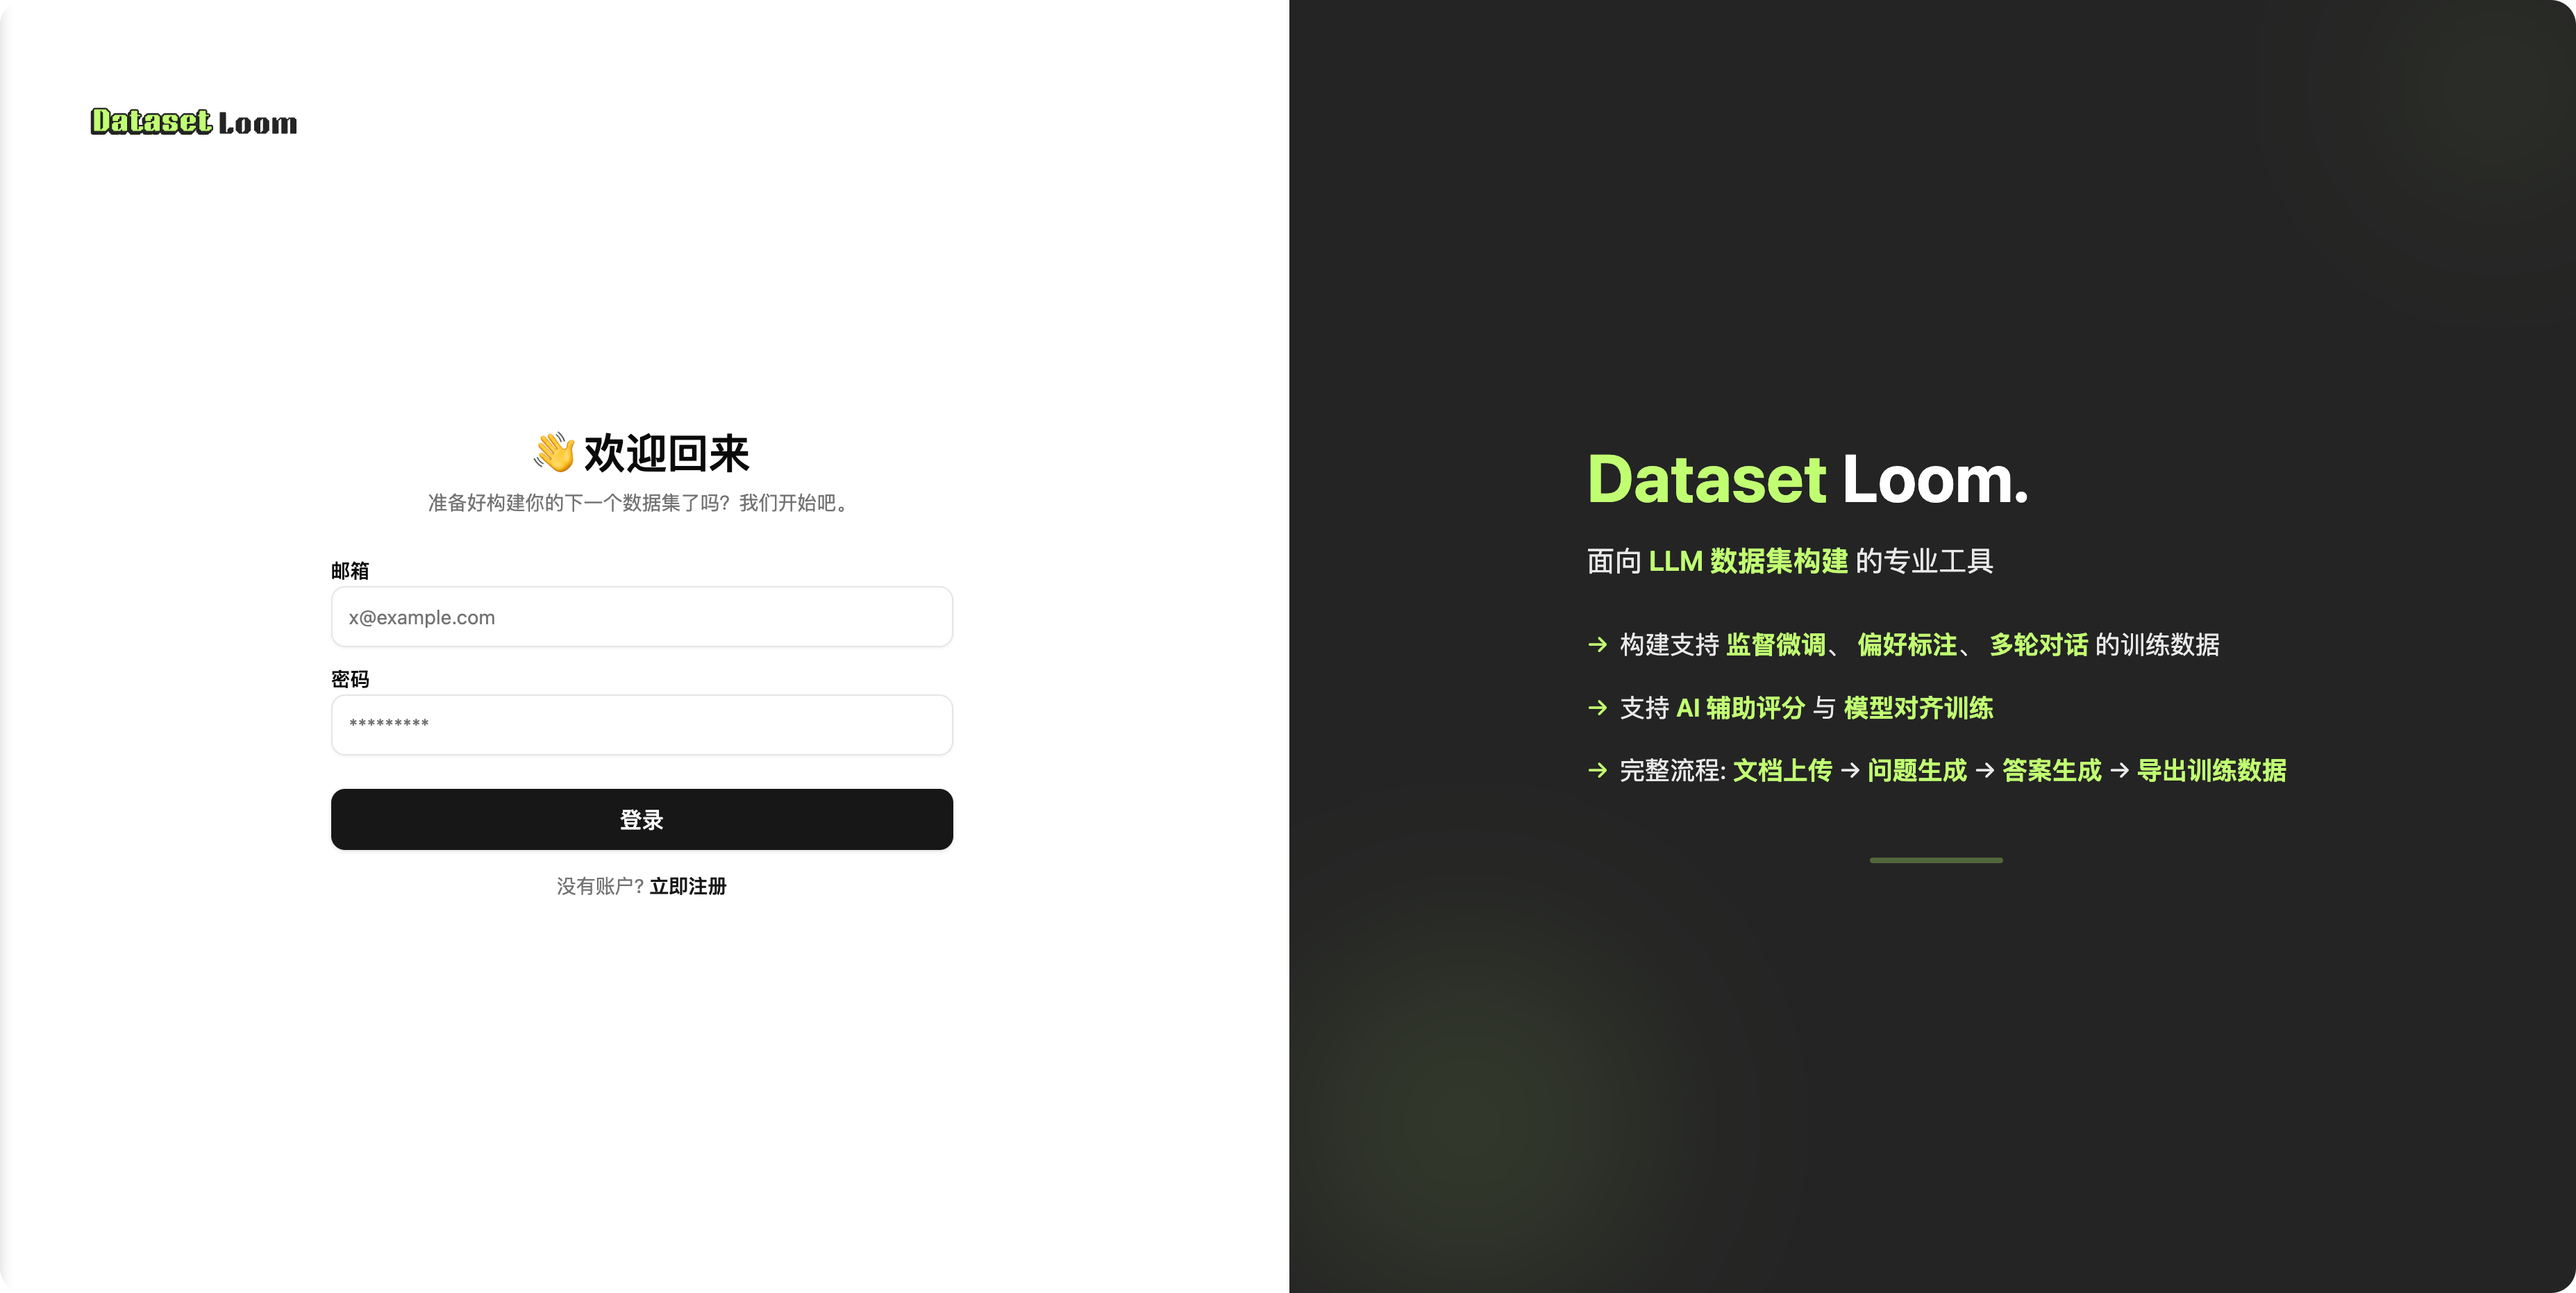 Dataset Loom
👋 欢迎回来
准备好构建你的下一个数据集了吗？我们开始吧。
邮箱
x@example.com
密码
*********
登录
没有账户? 立即注册
Dataset Loom.
面向 LLM 数据集构建 的专业工具
→ 构建支持 监督微调、 偏好标注、 多轮对话 的训练数据
→ 支持 AI 辅助评分 与 模型对齐训练
→ 完整流程: 文档上传 → 问题生成 → 答案生成 → 导出训练数据